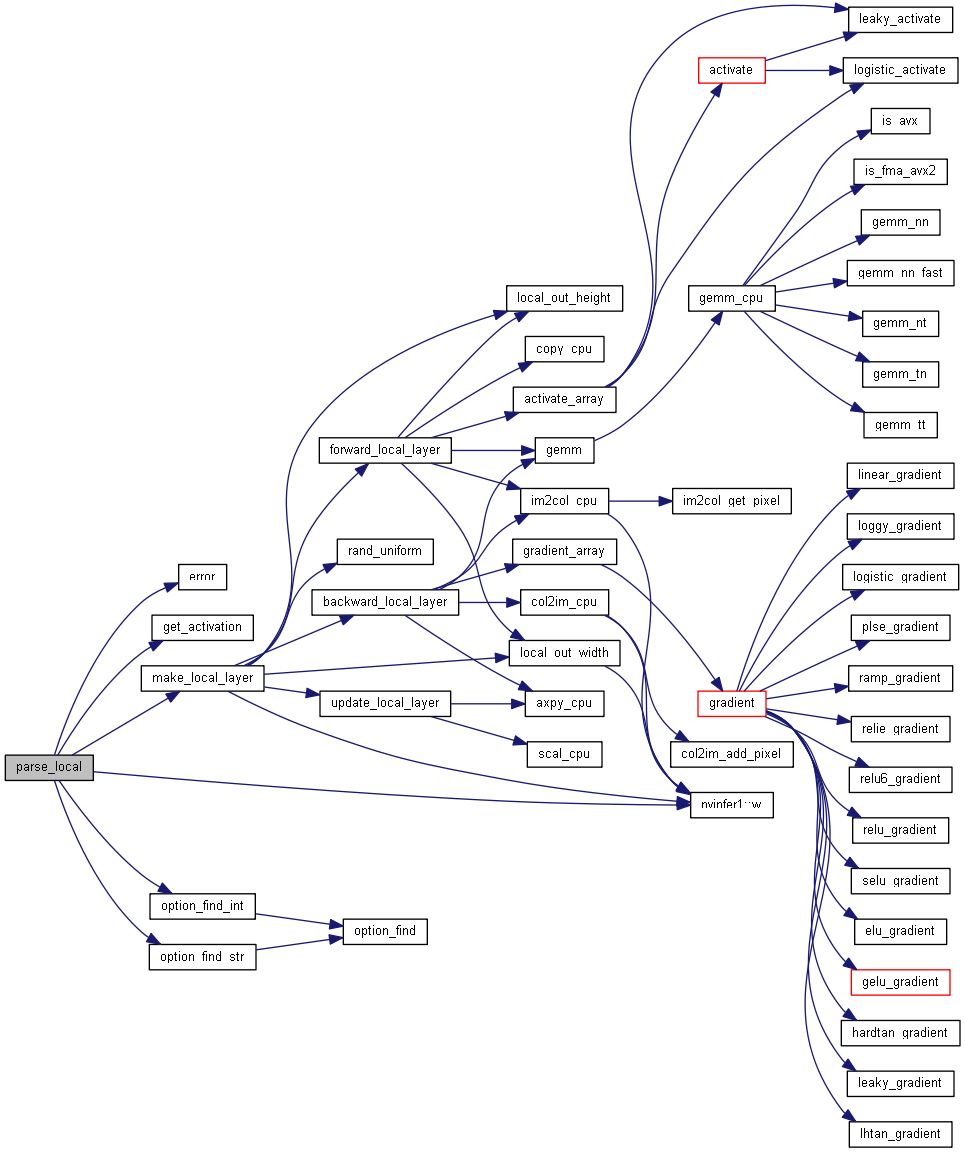 leaky_activate
activate
logistic_activate
is_avx
is_fma_avx2
gemm_nn
gemm_nn_fast
gemm_cpu
local_out_height
gemm_nt
copy_cpu
gemm_tn
activate_array
gemm_tt
forward_local_layer
gemm
linear_gradient
im2col_cpu
im2col_get_pixel
loggy_gradient
rand_uniform
gradient_array
error
logistic_gradient
backward_local_layer
col2im_cpu
get_activation
plse_gradient
local_out_width
make_local_layer
ramp_gradient
update_local_layer
axpy_cpu
gradient
relie_gradient
scal_cpu
col2im_add_pixel
parse_local
relu6_gradient
nvinfer1::w
relu_gradient
selu_gradient
option_find_int
option_find
elu_gradient
option_find_str
gelu_gradient
hardtan_gradient
leaky_gradient
lhtan_gradient